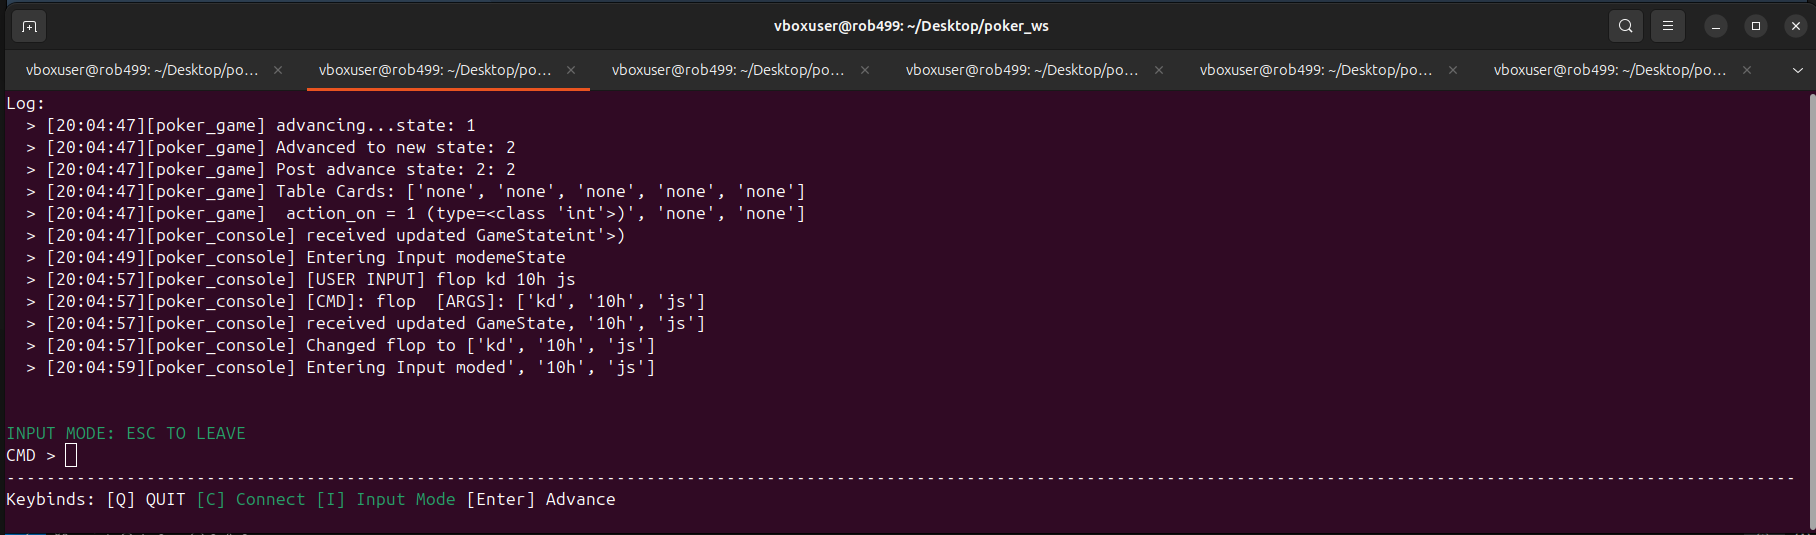 vboxuser@rob499: ~/Desktop/poker_ws
vboxuser@rob499: ~/Desktop/po... vboxuser@rob499: ~/Desktop/po... vboxuser@rob499: ~/Desktop/po... vboxuser@rob499: ~/Desktop/po... vboxuser@rob499: ~/Desktop/po... vboxuser@rob499: ~/Desktop/po...
Log:
> [20:04:47][poker_game] advancing...state: 1
> [20:04:47][poker_game] Advanced to new state: 2
> [20:04:47][poker_game] Post advance state: 2: 2
> [20:04:47][poker_game] Table Cards: ['none', 'none', 'none', 'none', 'none']
> [20:04:47][poker_game]  action_on = 1 (type=<class 'int'>)', 'none', 'none']
> [20:04:47][poker_console] received updated GameStateint'>)
> [20:04:49][poker_console] Entering Input modemeState
> [20:04:57][poker_console] [USER INPUT] flop kd 10h js
> [20:04:57][poker_console] [CMD]: flop  [ARGS]: ['kd', '10h', 'js']
> [20:04:57][poker_console] received updated GameState, '10h', 'js']
> [20:04:57][poker_console] Changed flop to ['kd', '10h', 'js']
> [20:04:59][poker_console] Entering Input moded', '10h', 'js']
INPUT MODE: ESC TO LEAVE
CMD >
Keybinds: [Q] QUIT [C] Connect [I] Input Mode [Enter] Advance